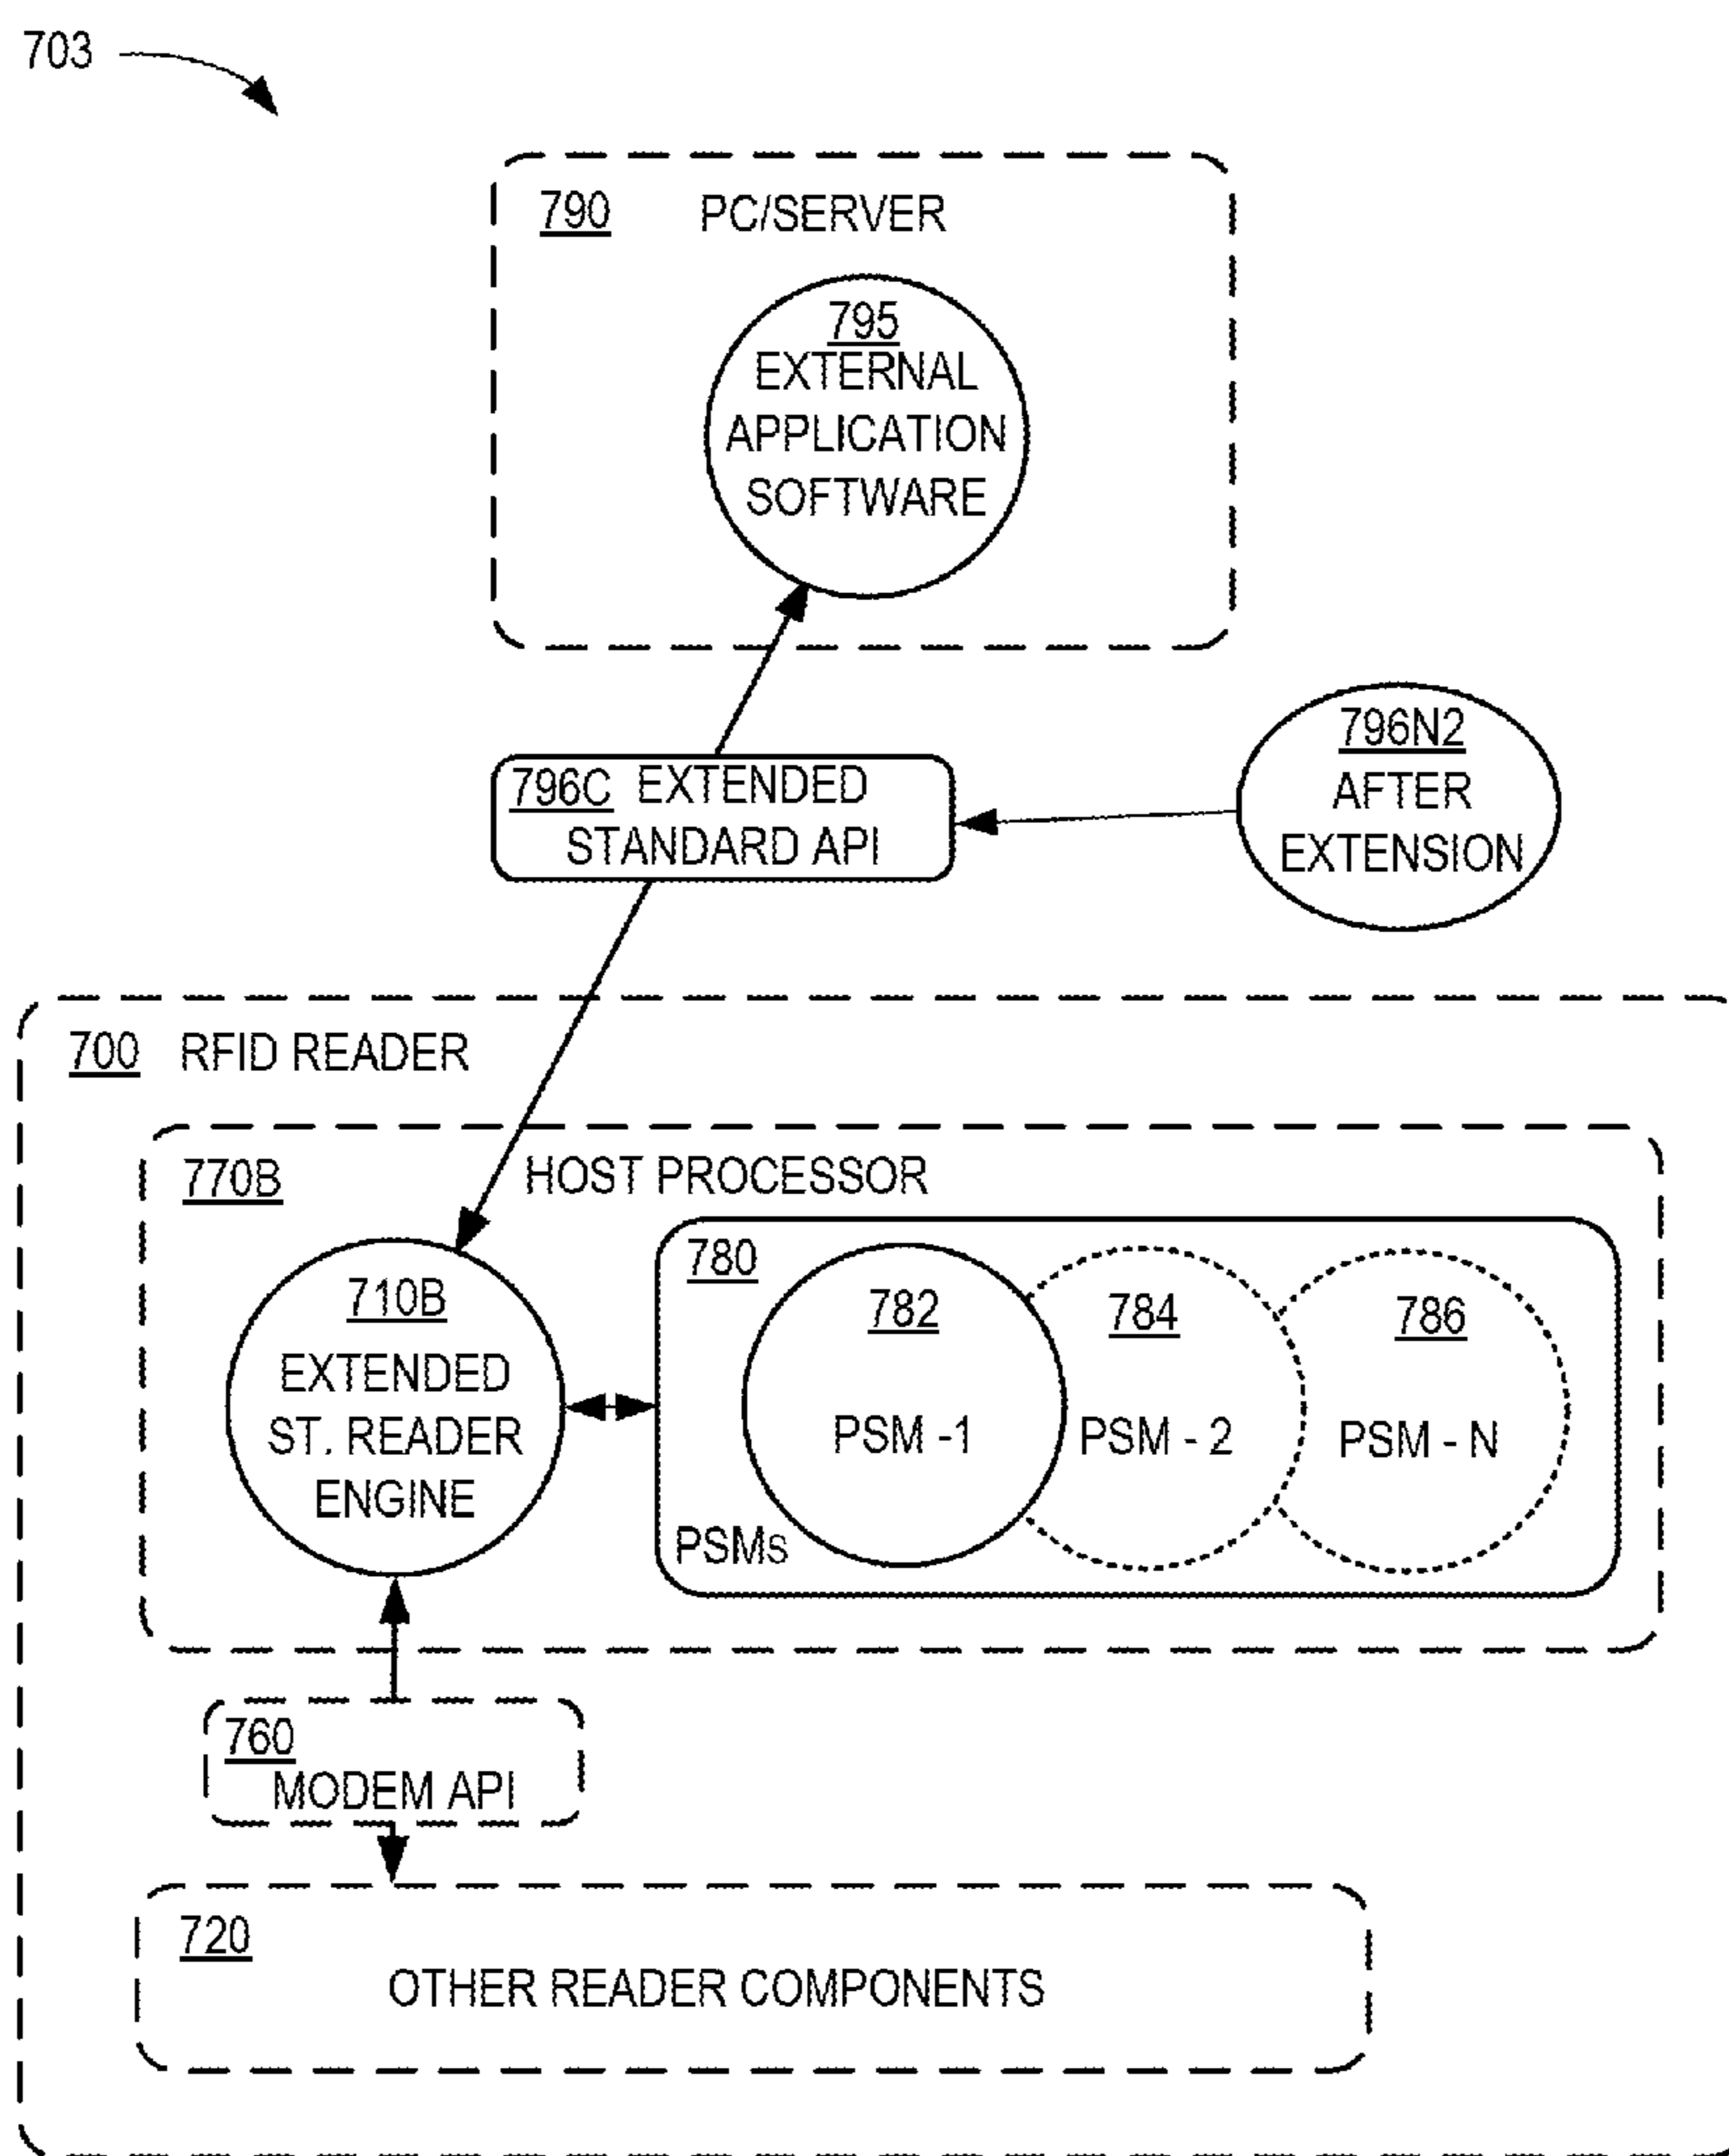 703
790 PC/SERVER
795
EXTERNAL
APPLICATION
SOFTWARE
796C EXTENDED
STANDARD API
796N2
AFTER
EXTENSION
700 RFID READER
770B HOST PROCESSOR
710B
EXTENDED
ST. READER
ENGINE
780
782
PSM -1
784
PSM - 2
786
PSM - N
PSMs
760
MODEM API
720
OTHER READER COMPONENTS